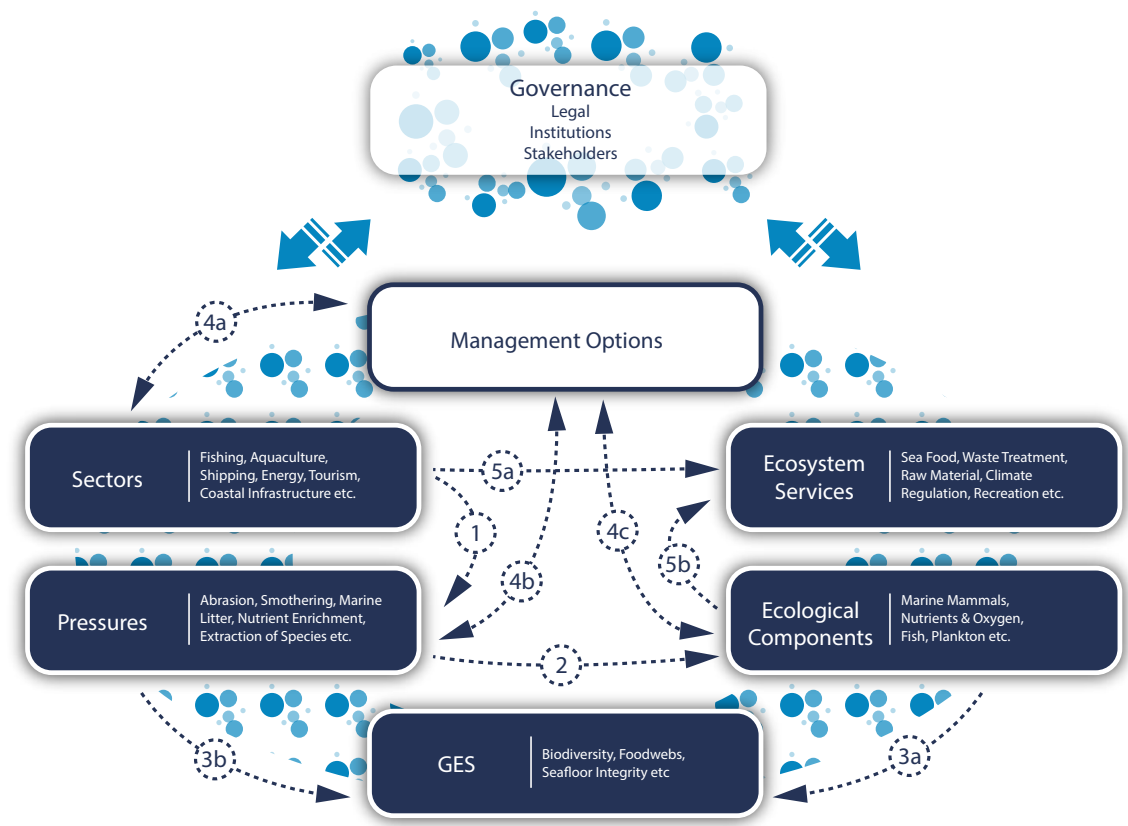 Governance
Legal
Institutions
Stakeholders
4a
Management Options
Sectors
Fishing, Aquaculture,
Shipping, Energy, Tourism,
Coastal Infrastructure etc.
5a
Ecosystem
Services
Sea Food, Waste Treatment,
Raw Material, Climate
Regulation, Recreation etc.
1
4c
5b
4b
Pressures
Abrasion, Smothering, Marine
Litter, Nutrient Enrichment,
Extraction of Species etc.
Ecological
Components
Marine Mammals,
Nutrients & Oxygen,
Fish, Plankton etc.
2
3b
GES
Biodiversity, Foodwebs,
Seafloor Integrity etc
3a